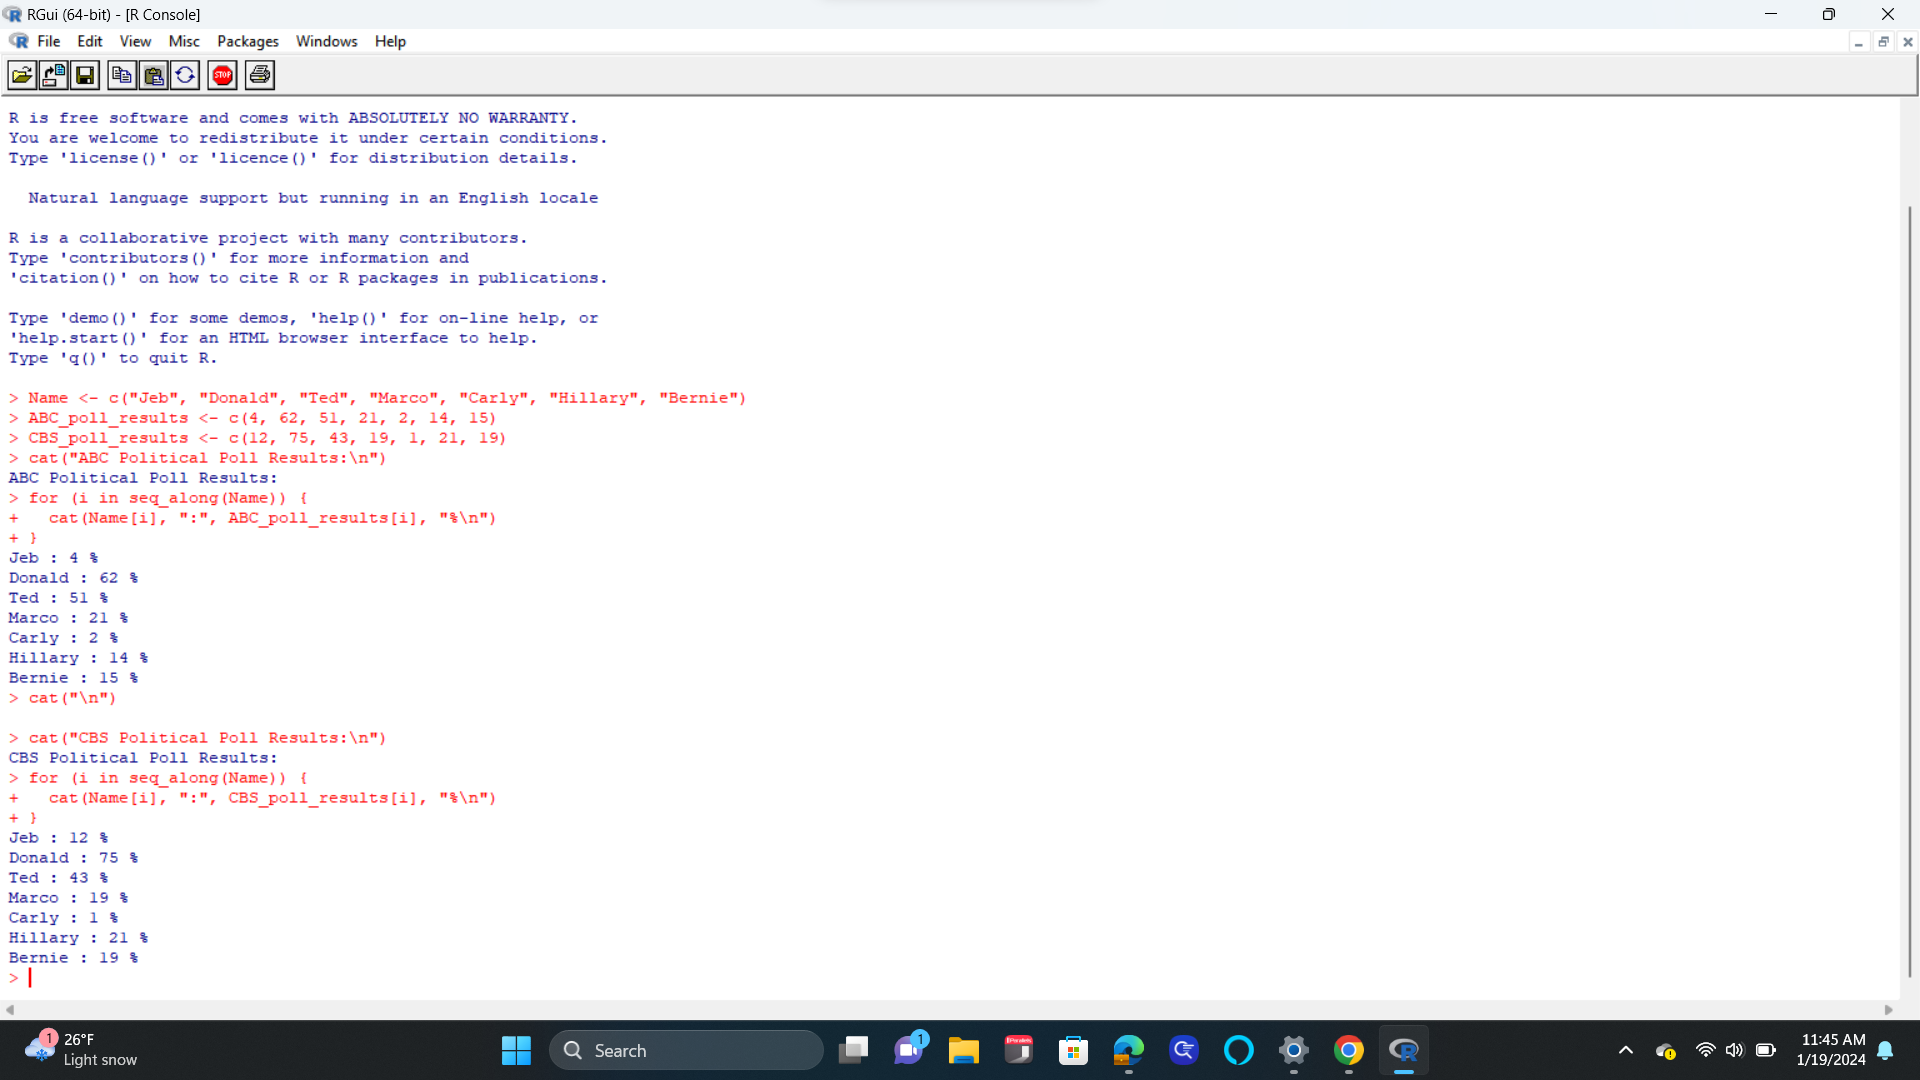 RGui (64-bit) - [R Console]
File Edit View Misc Packages Windows Help
STOP
R is free software and comes with ABSOLUTELY NO WARRANTY.
You are welcome to redistribute it under certain conditions.
Type 'license()' or 'licence()' for distribution details.
Natural language support but running in an English locale
R is a collaborative project with many contributors.
Type 'contributors()' for more information and
'citation()' on how to cite R or R packages in publications.
Type 'demo()' for some demos, 'help()' for on-line help, or
'help.start()' for an HTML browser interface to help.
Type 'q()' to quit R.
> Name <- c("Jeb", "Donald", "Ted", "Marco", "Carly", "Hillary", "Bernie")
> ABC_poll_results <- c(4, 62, 51, 21, 2, 14, 15)
> CBS_poll_results <- c(12, 75, 43, 19, 1, 21, 19)
> cat("ABC Political Poll Results:\n")
ABC Political Poll Results:
> for (i in seq_along(Name)) {
+   cat(Name[i], ":", ABC_poll_results[i], "%\n")
+ }
Jeb : 4 %
Donald : 62 %
Ted : 51 %
Marco : 21 %
Carly : 2 %
Hillary : 14 %
Bernie : 15 %
> cat("\n")
> cat("CBS Political Poll Results:\n")
CBS Political Poll Results:
> for (i in seq_along(Name)) {
+   cat(Name[i], ":", CBS_poll_results[i], "%\n")
+ }
Jeb : 12 %
Donald : 75 %
Ted : 43 %
Marco : 19 %
Carly : 1 %
Hillary : 21 %
Bernie : 19 %
>
1
26°F
Light snow
Search
1
11:45 AM
1/19/2024